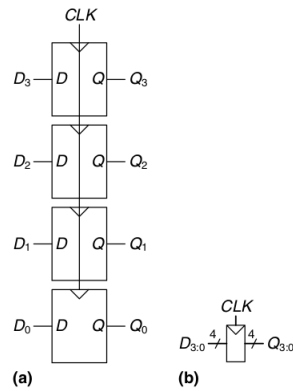 CLK
D₃ D Q Q₃
D₂ D Q Q₂
D₁ D Q Q₁
D₀ D Q Q₀
(a)
CLK
D₃:₀ 4 4 Q₃:₀
(b)